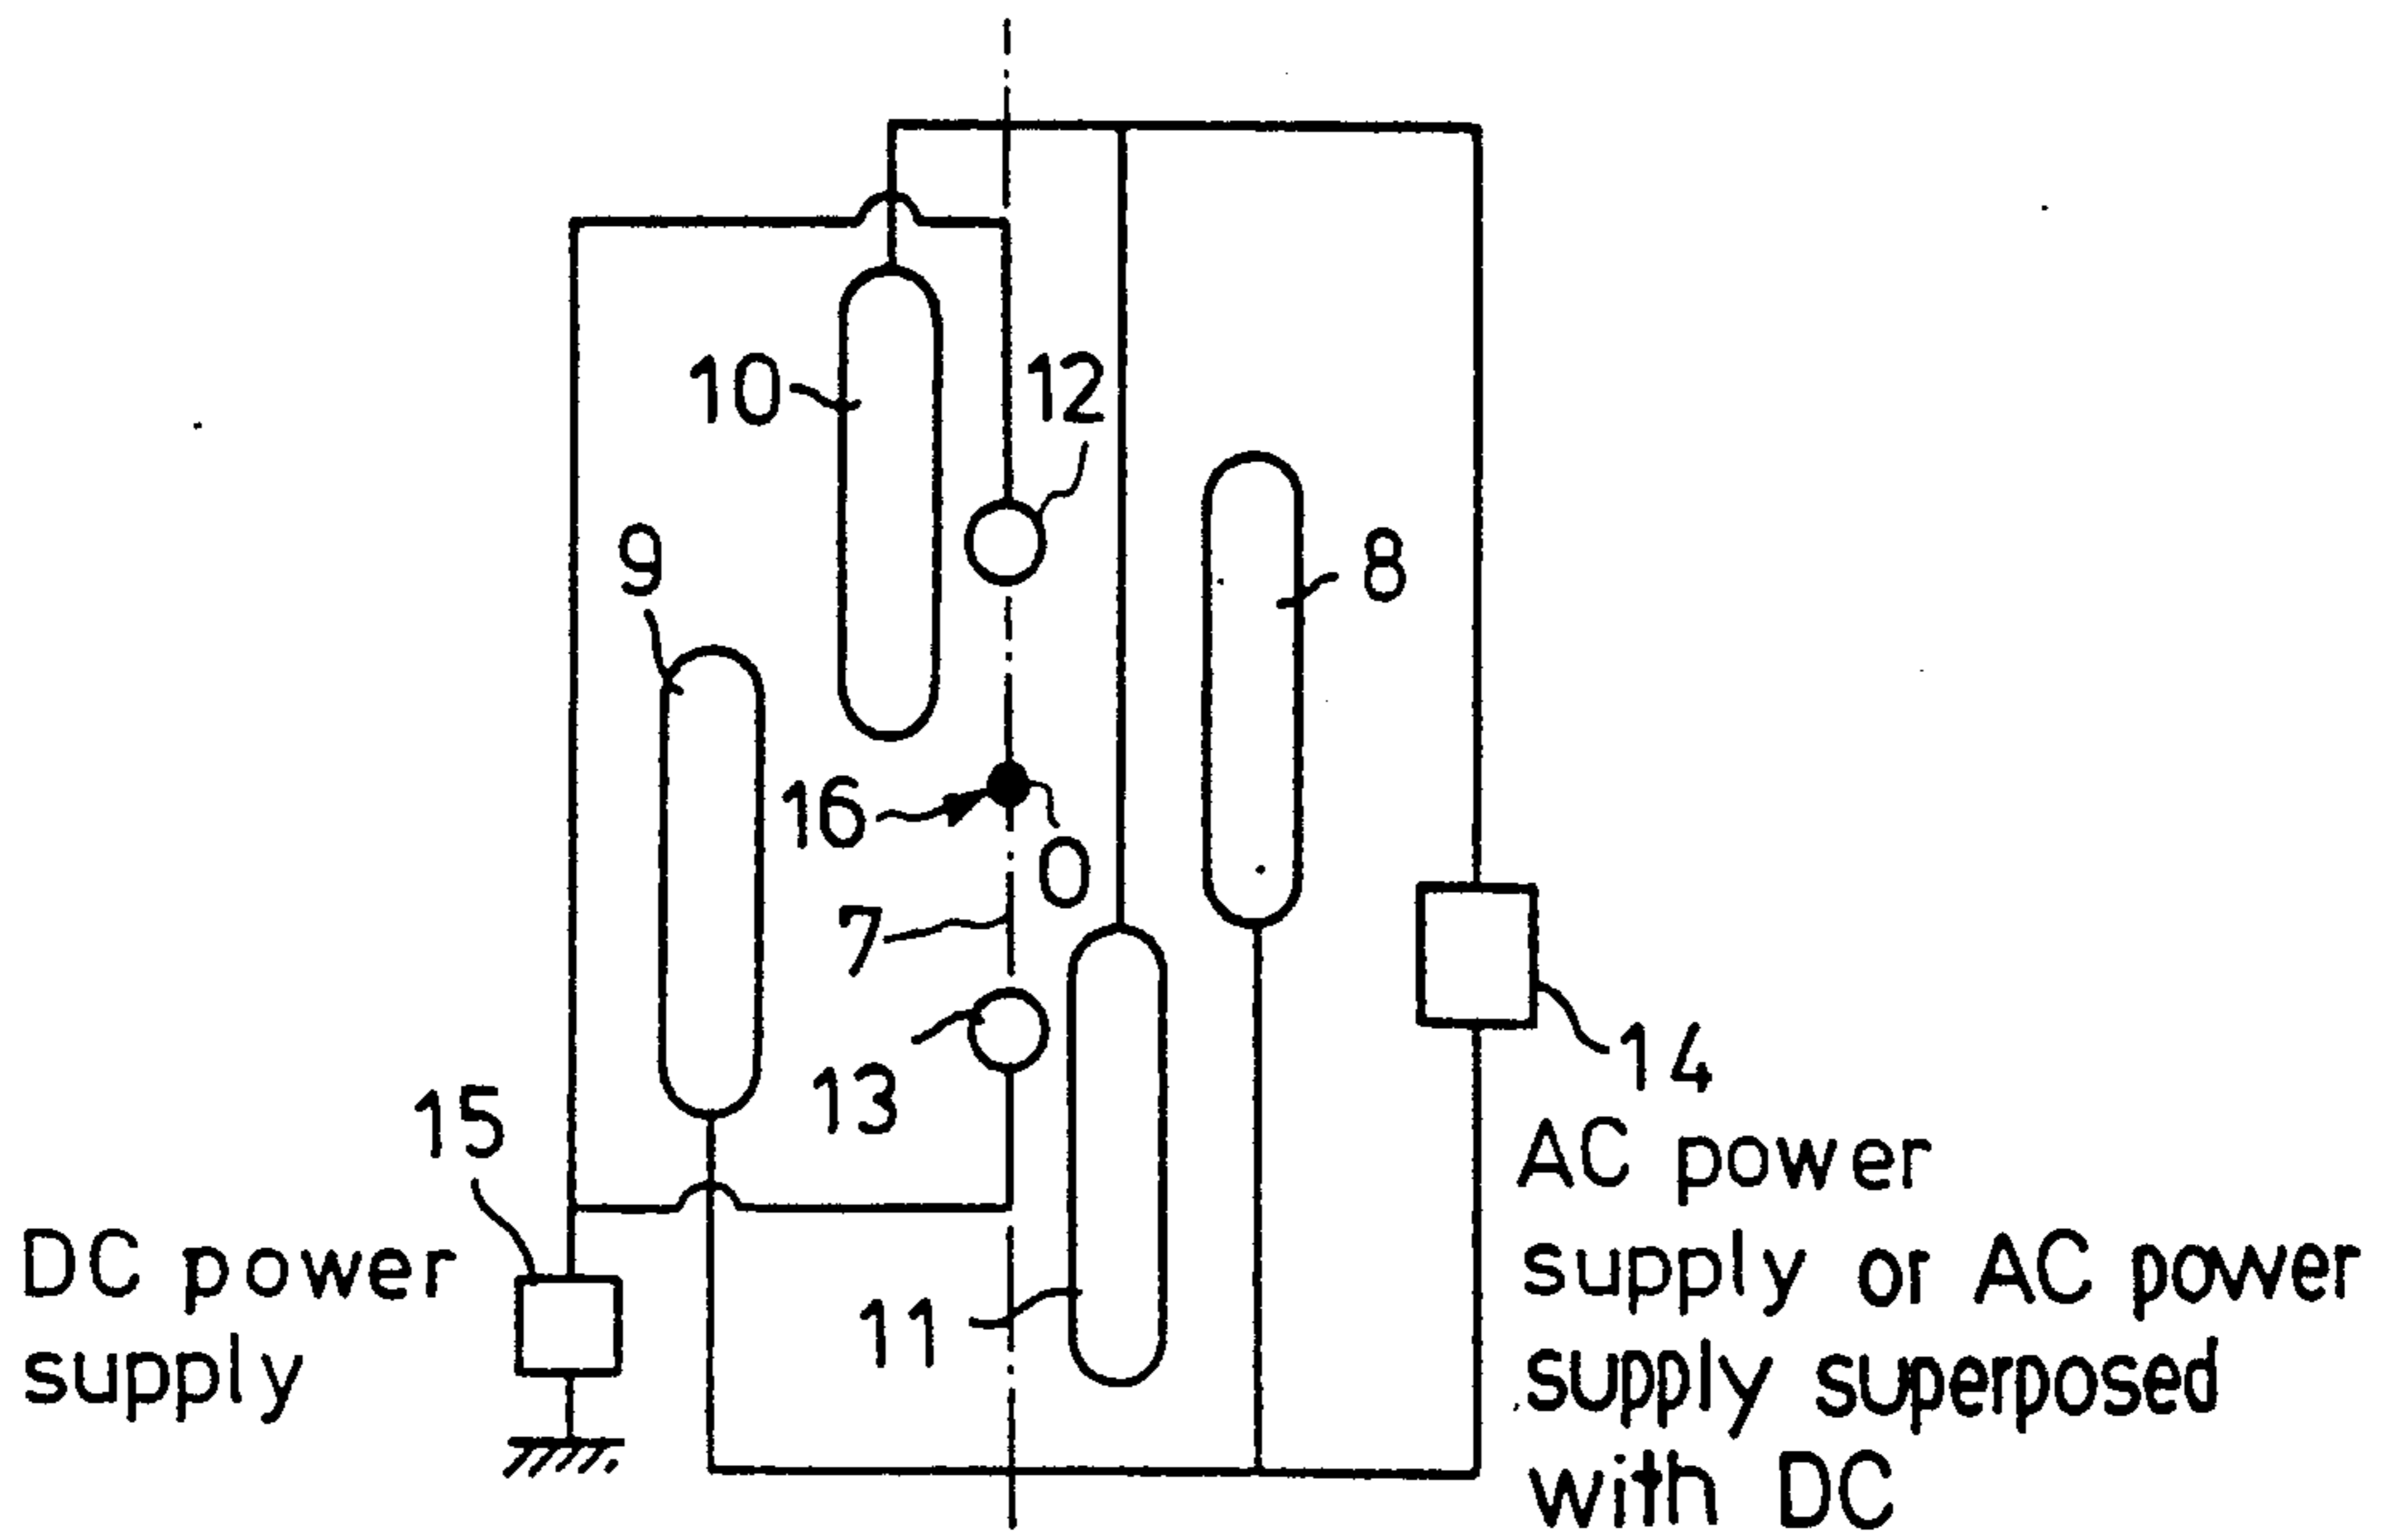 10
12
9
8
16
0
7
13
15
14
AC power
supply or AC power
supply superposed
with DC
DC power
supply
11